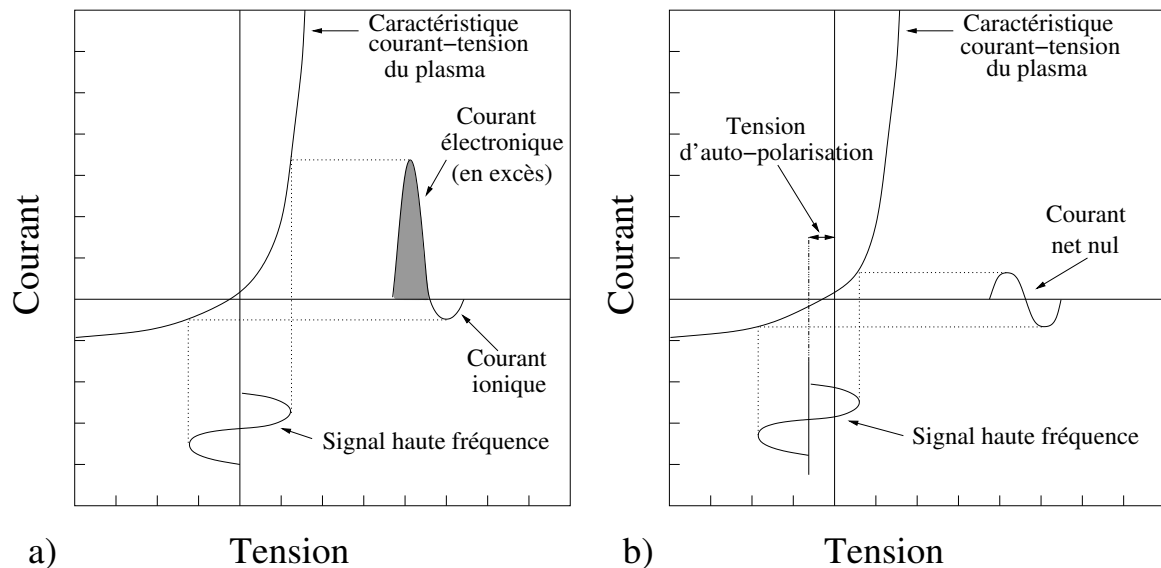 Caractéristique
courant−tension
du plasma
Courant
électronique
(en excès)
Courant
ionique
Signal haute fréquence
Courant
Tension
a)
Caractéristique
courant−tension
du plasma
Tension
d'auto−polarisation
Courant
net nul
Signal haute fréquence
Courant
Tension
b)